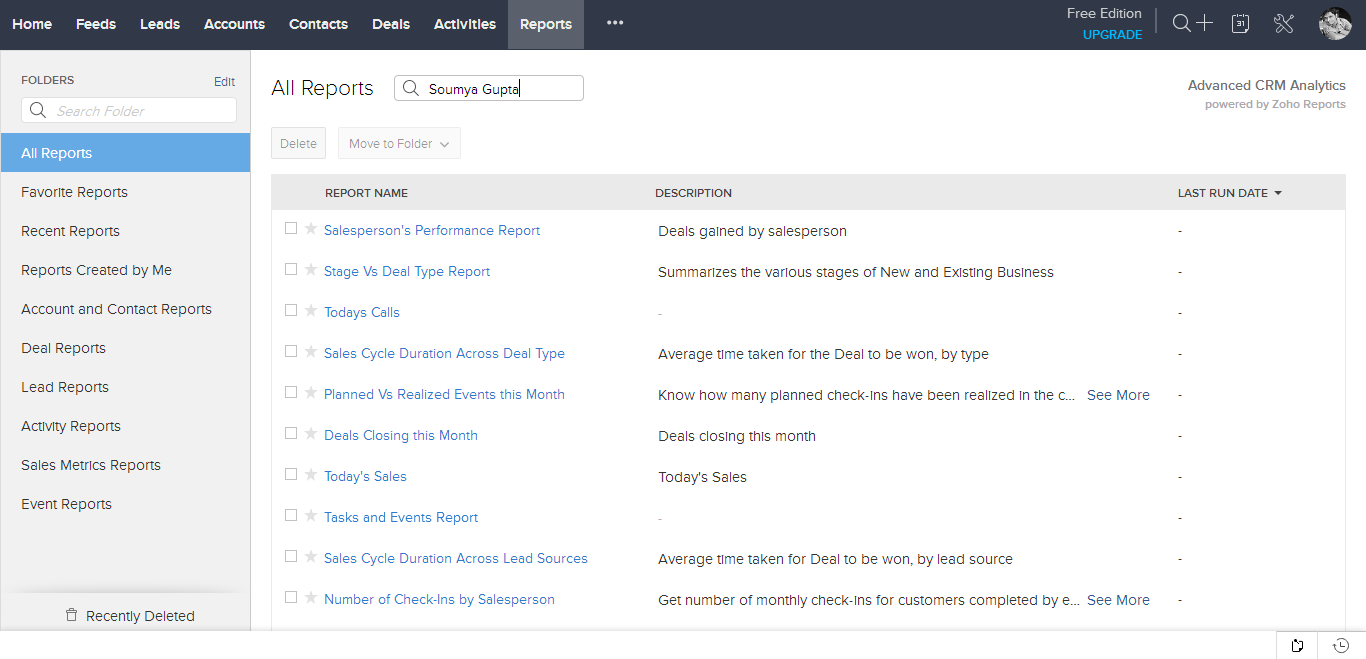 Home Feeds Leads Accounts Contacts Deals Activities Reports ••• Free Edition
UPGRADE
31
FOLDERS Edit
Search Folder
All Reports
Favorite Reports
Recent Reports
Reports Created by Me
Account and Contact Reports
Deal Reports
Lead Reports
Activity Reports
Sales Metrics Reports
Event Reports
Recently Deleted
All Reports Soumya Gupta
Advanced CRM Analytics
powered by Zoho Reports
Delete Move to Folder
REPORT NAME DESCRIPTION LAST RUN DATE
Salesperson's Performance Report Deals gained by salesperson -
Stage Vs Deal Type Report Summarizes the various stages of New and Existing Business -
Todays Calls - -
Sales Cycle Duration Across Deal Type Average time taken for the Deal to be won, by type -
Planned Vs Realized Events this Month Know how many planned check-ins have been realized in the c... See More -
Deals Closing this Month Deals closing this month -
Today's Sales Today's Sales -
Tasks and Events Report - -
Sales Cycle Duration Across Lead Sources Average time taken for Deal to be won, by lead source -
Number of Check-Ins by Salesperson Get number of monthly check-ins for customers completed by e... See More -